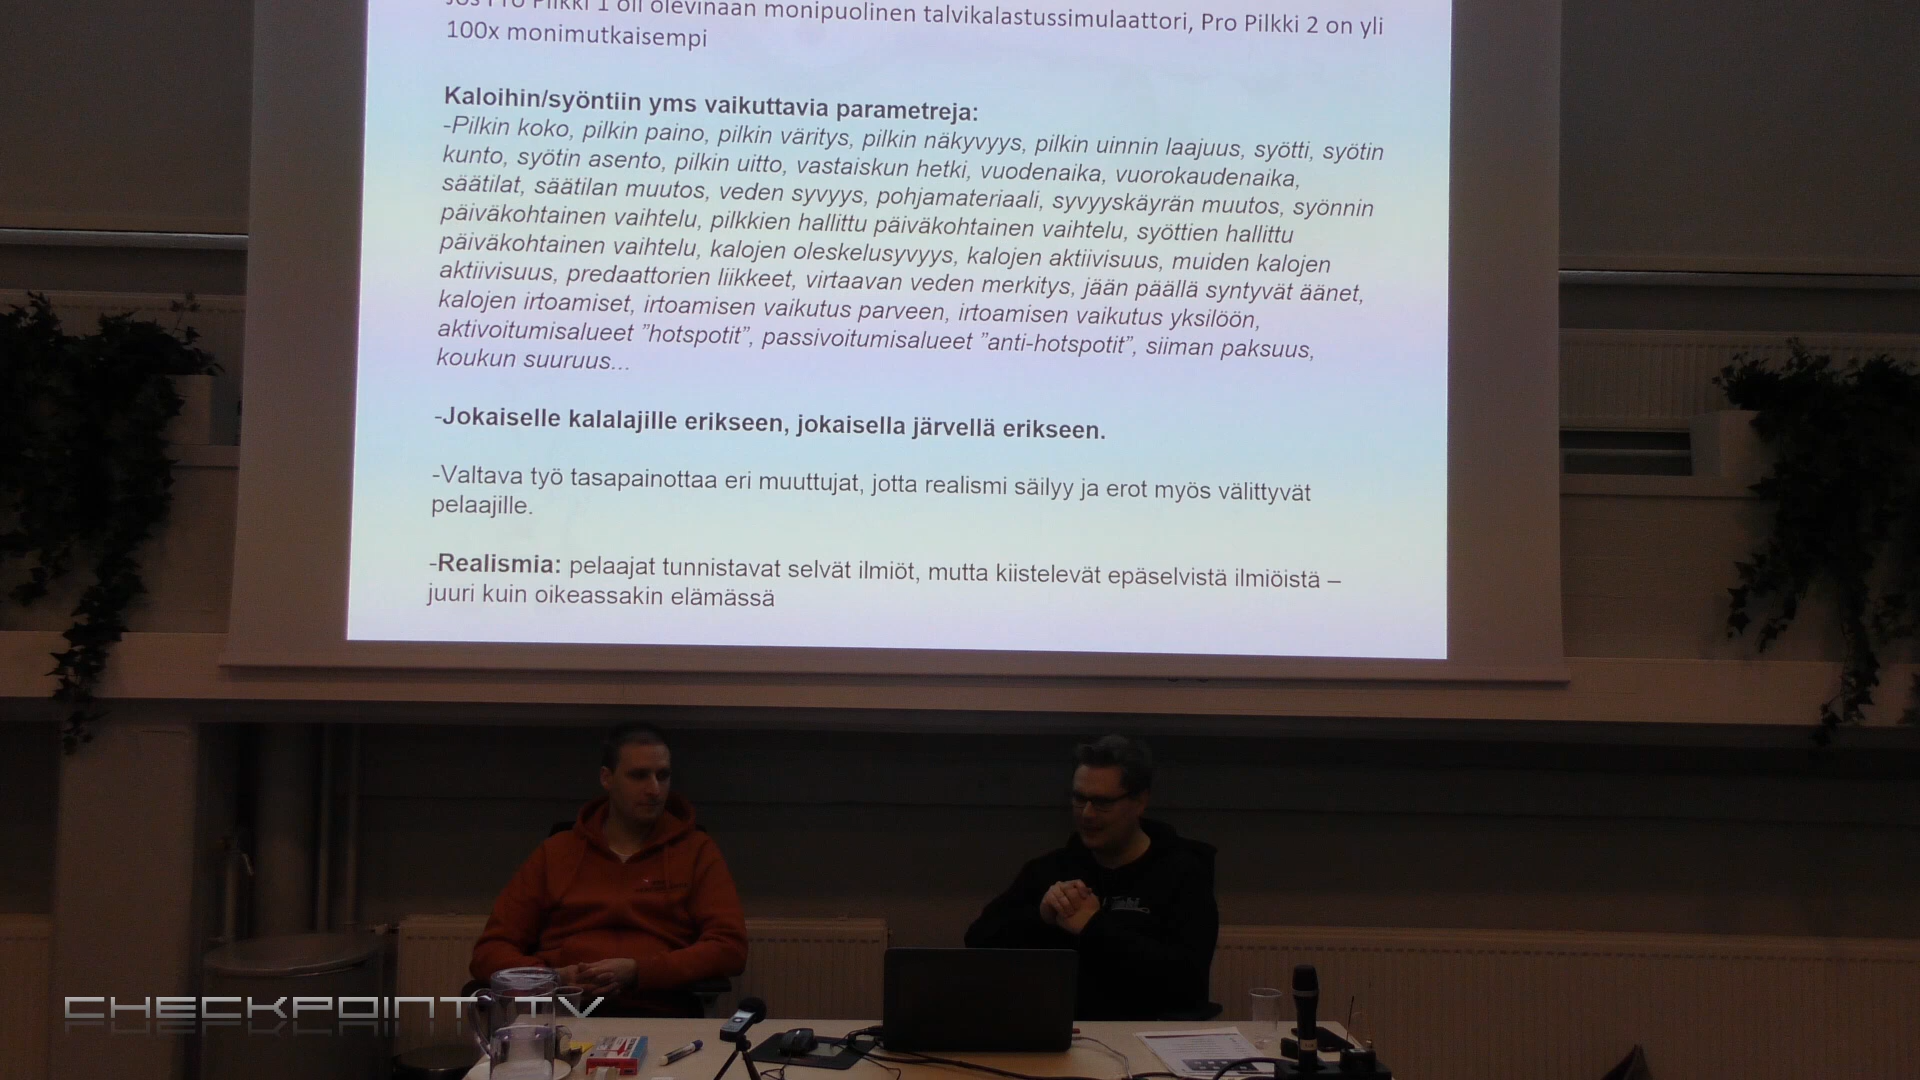 Jos Pro Pilkki 1 oli olevinaan monipuolinen talvikalastussimulaattori, Pro Pilkki 2 on yli
100x monimutkaisempi
Kaloihin/syöntiin yms vaikuttavia parametreja:
-Pilkin koko, pilkin paino, pilkin väritys, pilkin näkyvyys, pilkin uinnin laajuus, syötti, syötin
kunto, syötin asento, pilkin uitto, vastaiskun hetki, vuodenaika, vuorokaudenaika,
säätilat, säätilan muutos, veden syvyys, pohjamateriaali, syvyyskäyrän muutos, syönnin
päiväkohtainen vaihtelu, pilkkien hallittu päiväkohtainen vaihtelu, syöttien hallittu
päiväkohtainen vaihtelu, kalojen oleskelusyvyys, kalojen aktiivisuus, muiden kalojen
aktiivisuus, predaattorien liikkeet, virtaavan veden merkitys, jään päällä syntyvät äänet,
kalojen irtoamiset, irtoamisen vaikutus parveen, irtoamisen vaikutus yksilöön,
aktivoitumisalueet ”hotspotit”, passivoitumisalueet ”anti-hotspotit”, siiman paksuus,
koukun suuruus...
-Jokaiselle kalalajille erikseen, jokaisella järvellä erikseen.
-Valtava työ tasapainottaa eri muuttujat, jotta realismi säilyy ja erot myös välittyvät
pelaajille.
-Realismia: pelaajat tunnistavat selvät ilmiöt, mutta kiistelevät epäselvistä ilmiöistä –
juuri kuin oikeassakin elämässä
CHECKPOINT TV